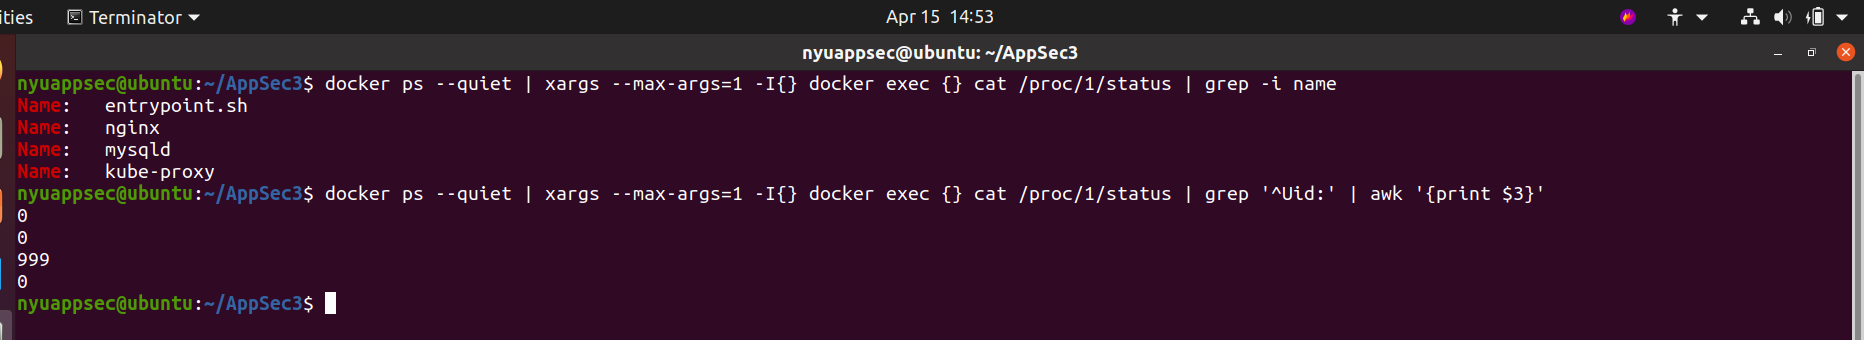 ities Terminator Apr 15 14:53
nyuappsec@ubuntu: ~/AppSec3
nyuappsec@ubuntu:~/AppSec3$ docker ps --quiet | xargs --max-args=1 -I{} docker exec {} cat /proc/1/status | grep -i name
Name: entrypoint.sh
Name: nginx
Name: mysqld
Name: kube-proxy
nyuappsec@ubuntu:~/AppSec3$ docker ps --quiet | xargs --max-args=1 -I{} docker exec {} cat /proc/1/status | grep '^Uid:' | awk '{print $3}'
0
0
999
0
nyuappsec@ubuntu:~/AppSec3$